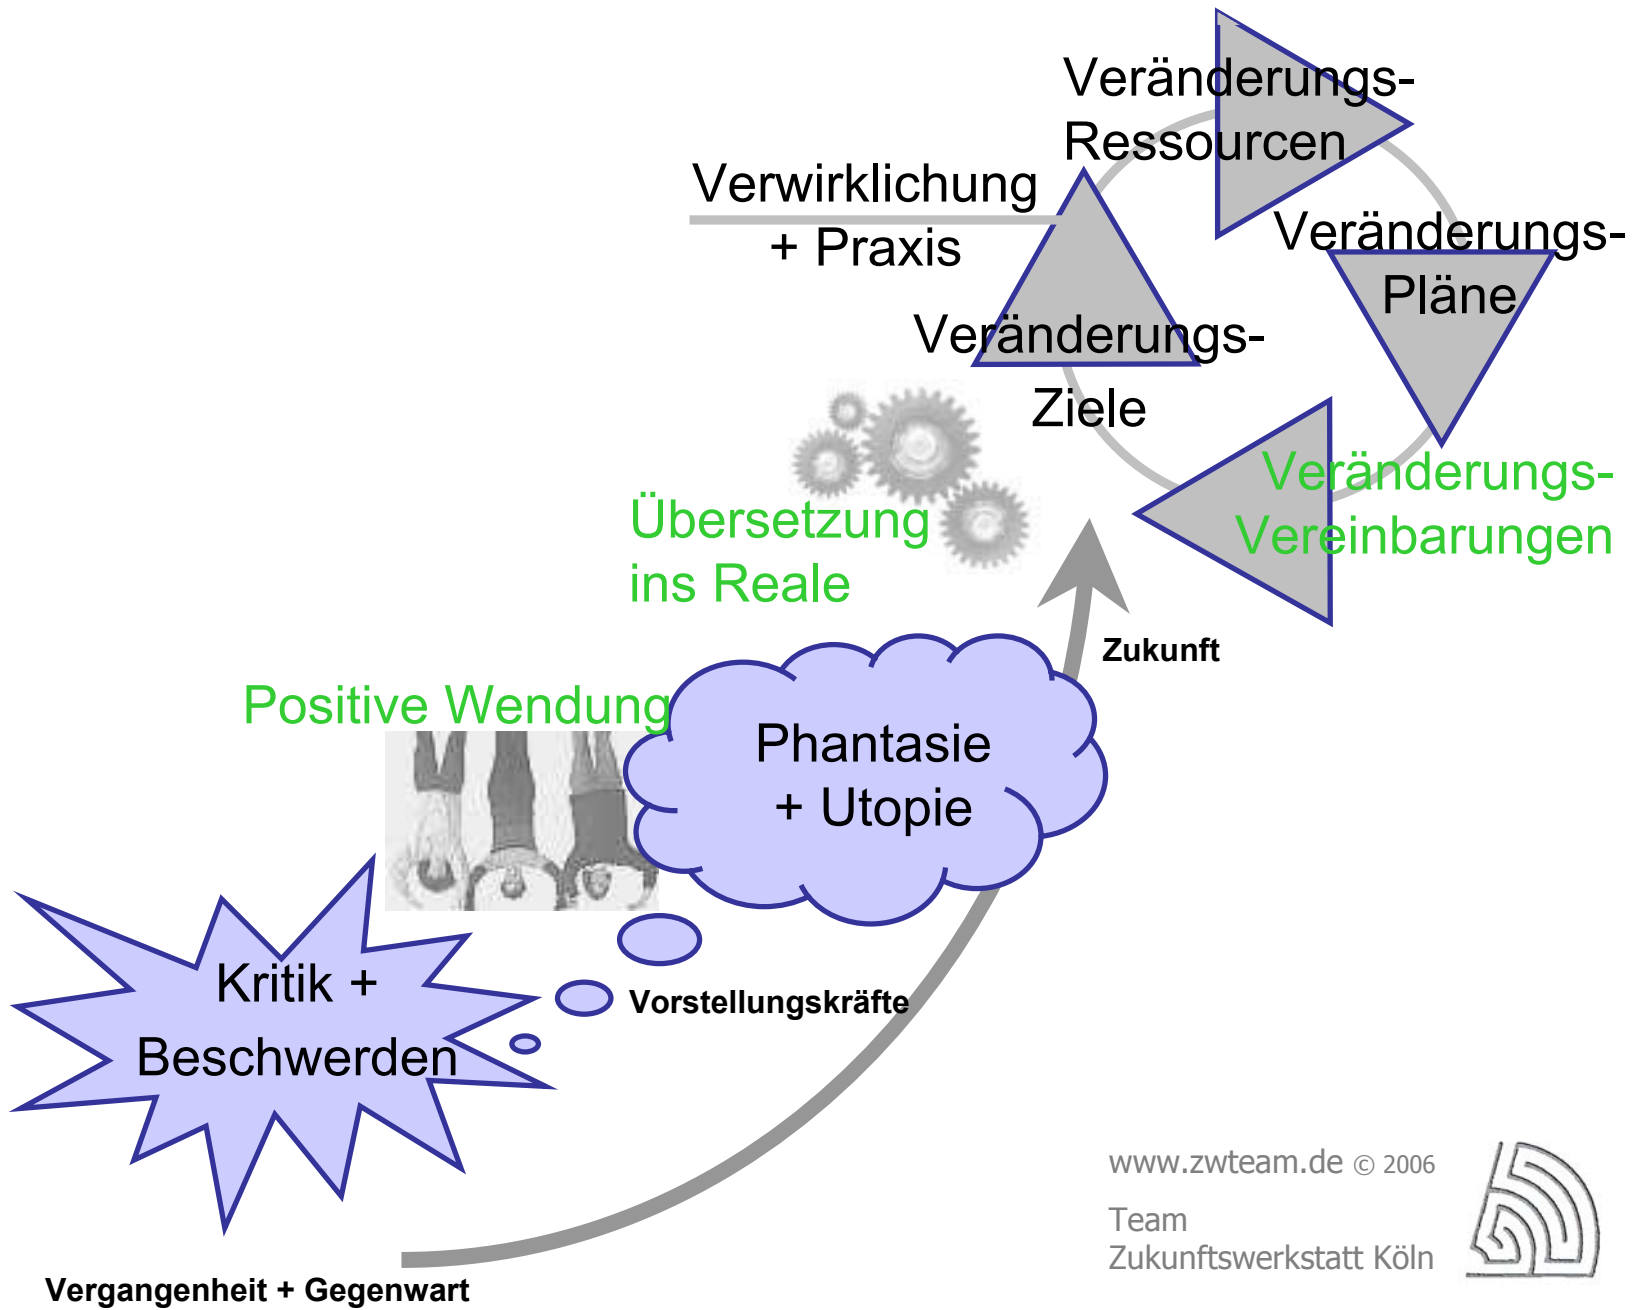 Veränderungs-
Ressourcen
Verwirklichung
+ Praxis
Veränderungs-
Pläne
Veränderungs-
Ziele
Veränderungs-
Vereinbarungen
Übersetzung
ins Reale
Zukunft
Positive Wendung
Phantasie
+ Utopie
Kritik +
Beschwerden
Vorstellungskräfte
www.zwteam.de © 2006
Team
Zukunftswerkstatt Köln
Vergangenheit + Gegenwart